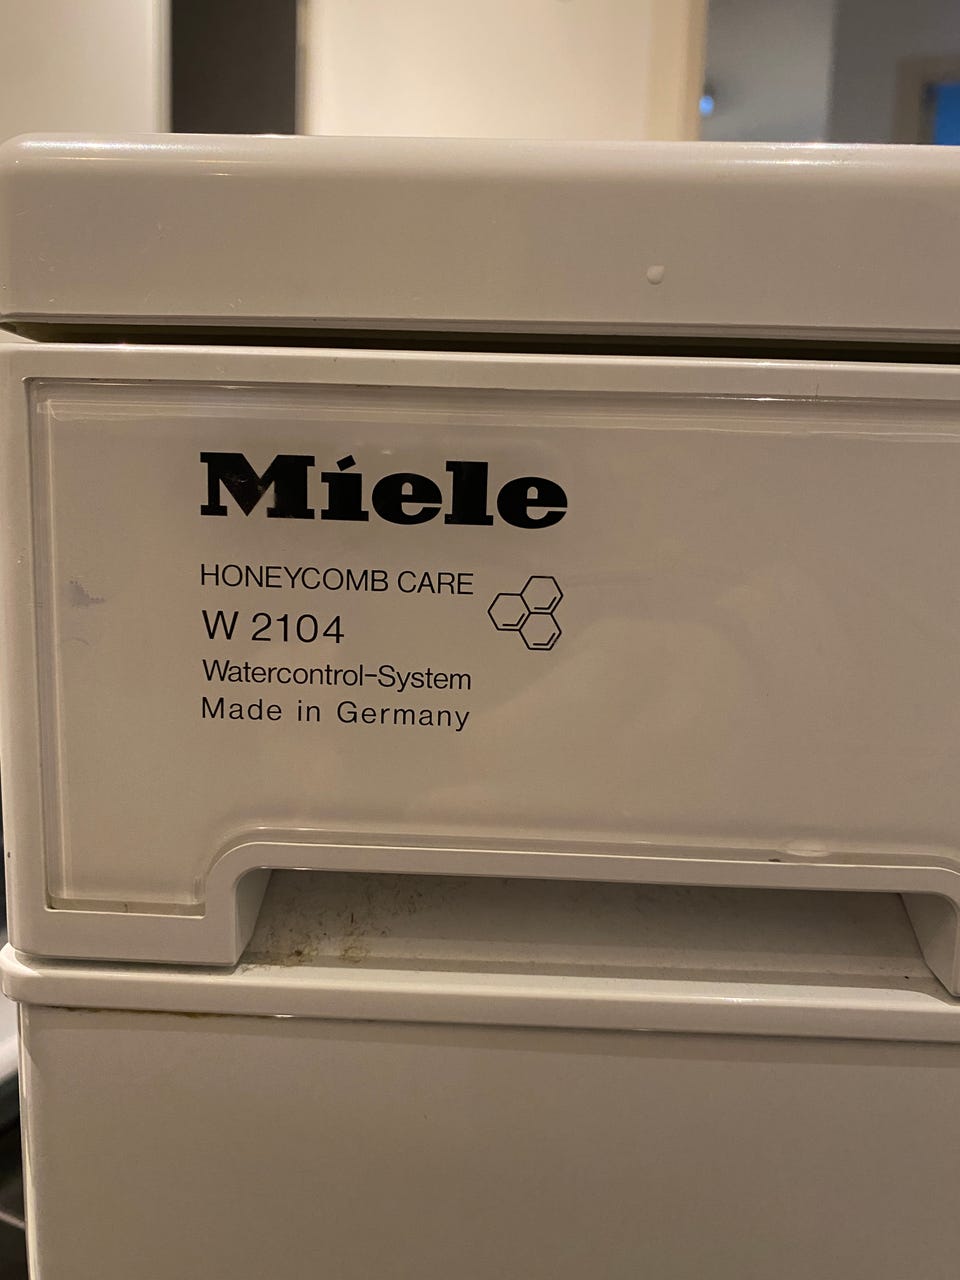 Miele
HONEYCOMB CARE
W 2104
Watercontrol-System
Made in Germany